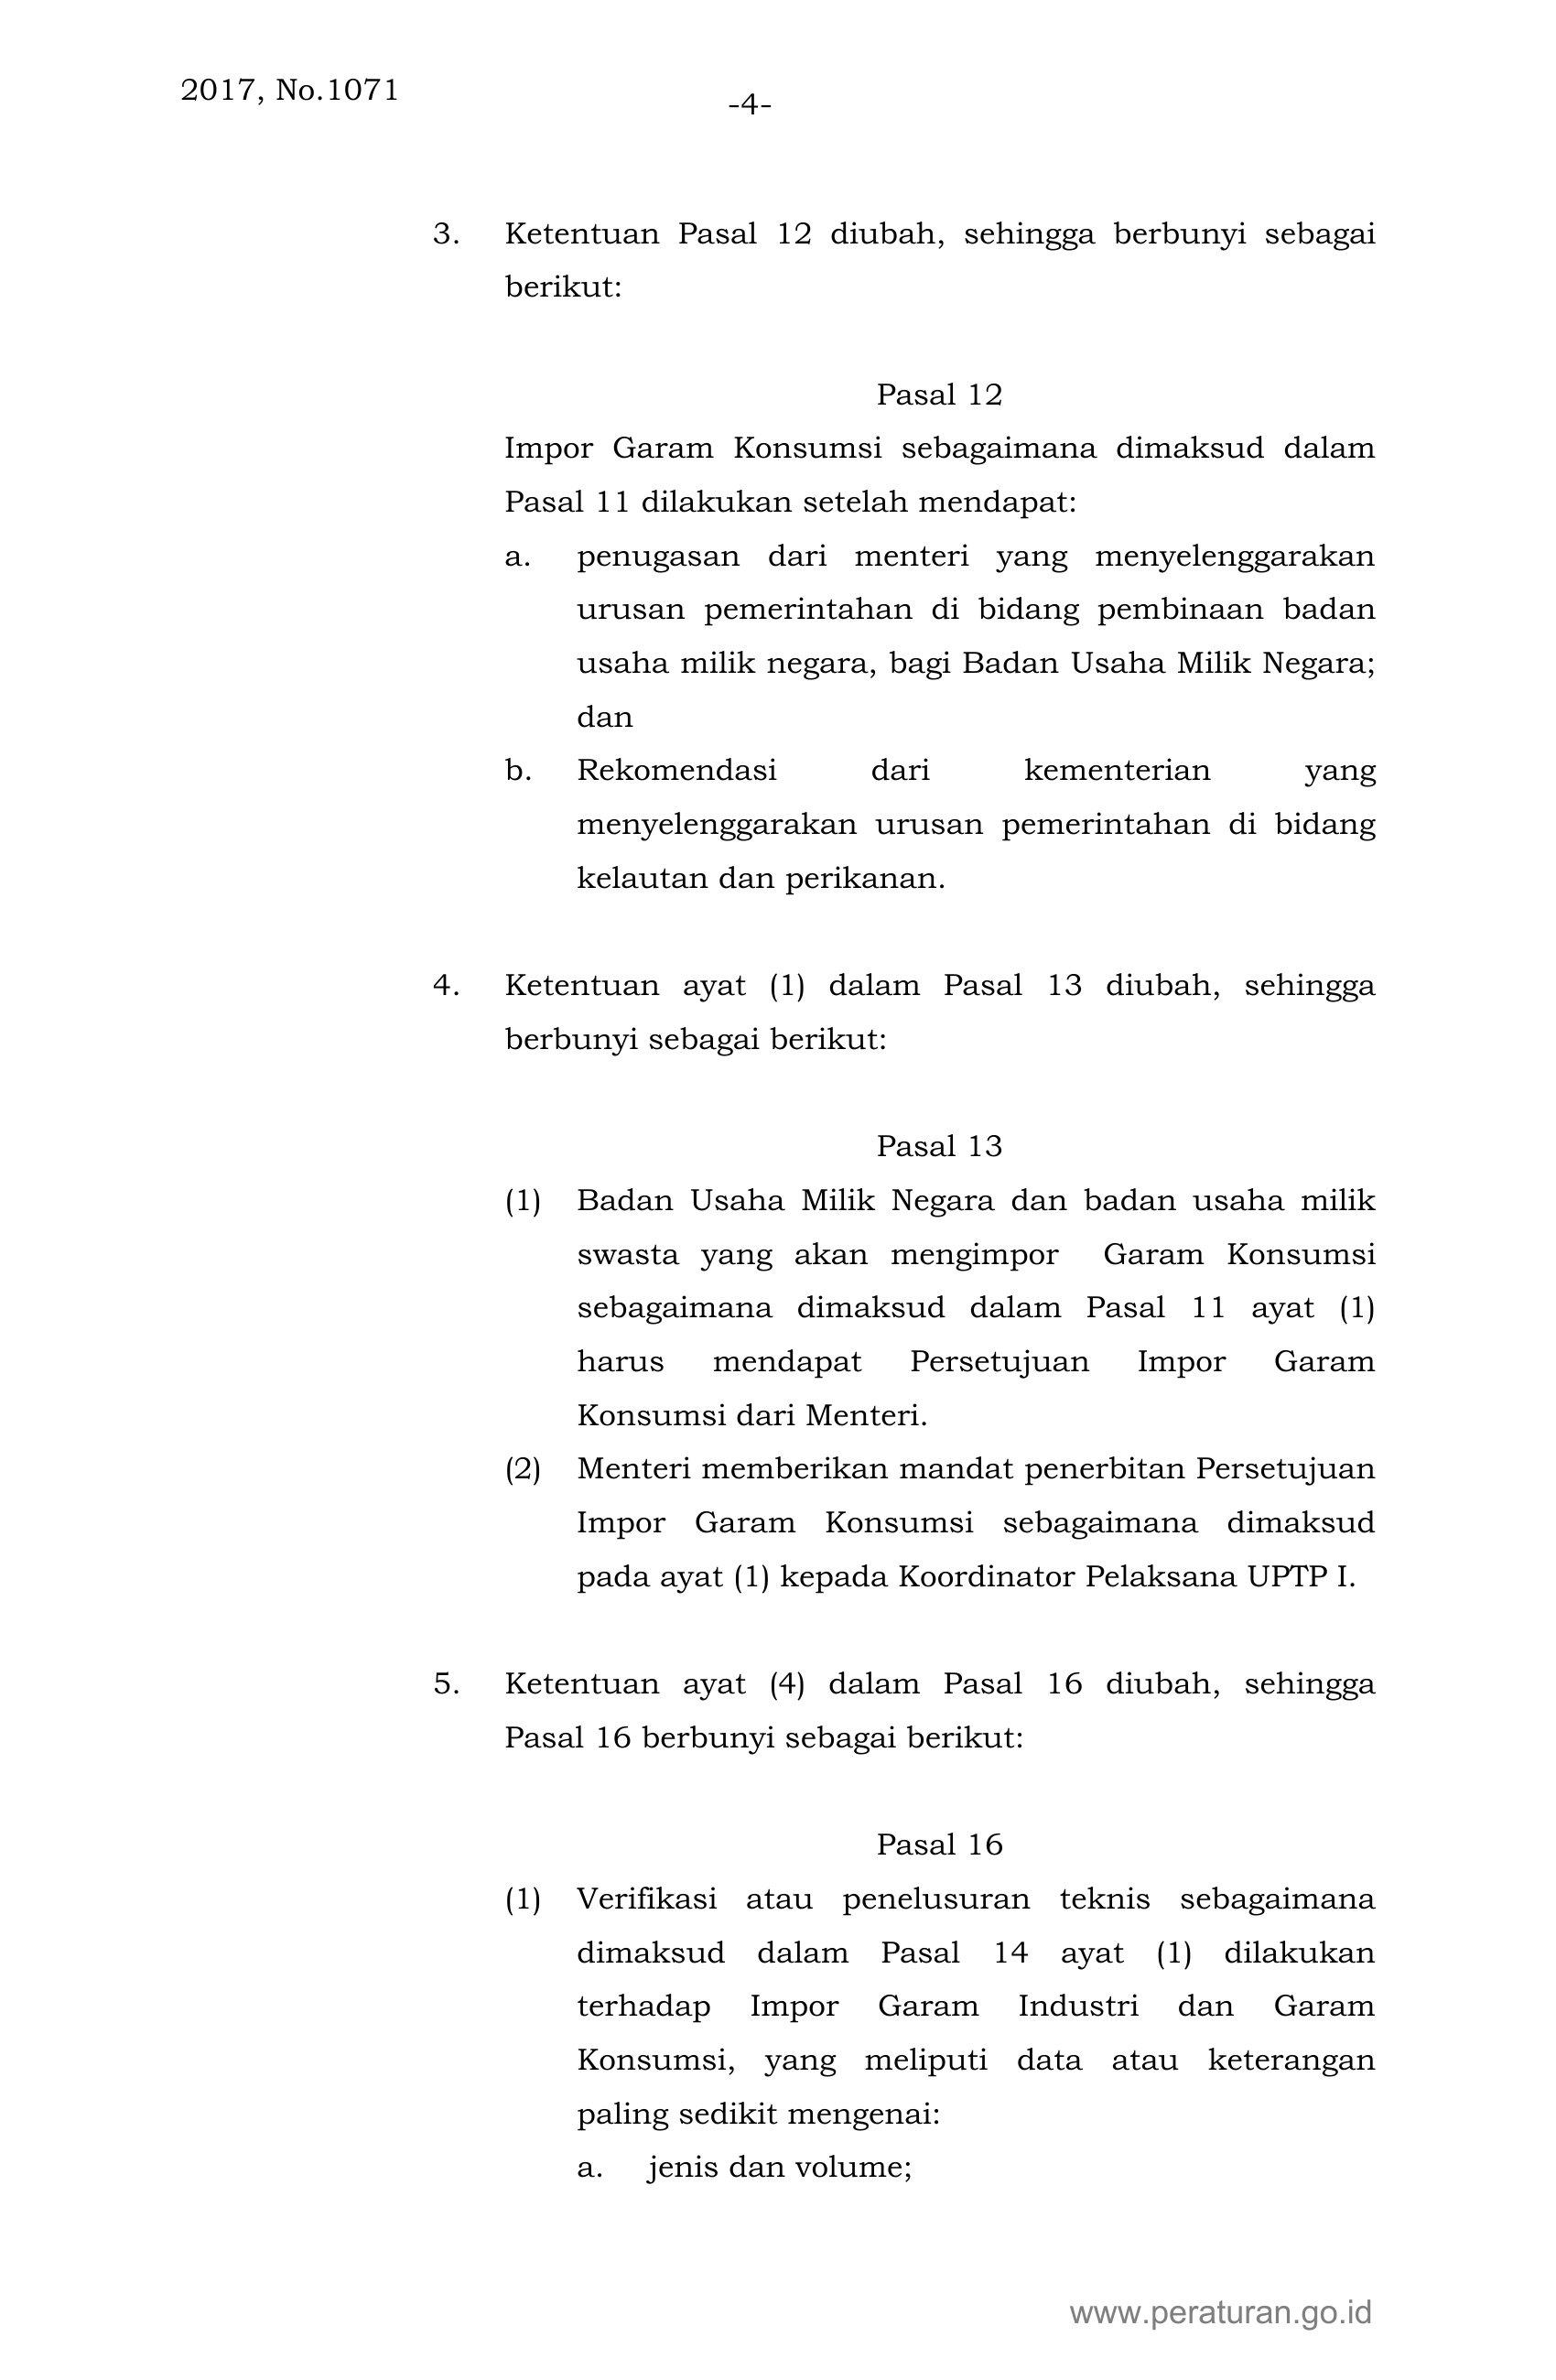 2017, No.1071
-4-
3. Ketentuan Pasal 12 diubah, sehingga berbunyi sebagai
berikut:
Pasal 12
Impor Garam Konsumsi sebagaimana dimaksud dalam
Pasal 11 dilakukan setelah mendapat:
a. penugasan dari menteri yang menyelenggarakan
urusan pemerintahan di bidang pembinaan badan
usaha milik negara, bagi Badan Usaha Milik Negara;
dan
b. Rekomendasi dari kementerian yang
menyelenggarakan urusan pemerintahan di bidang
kelautan dan perikanan.
4. Ketentuan ayat (1) dalam Pasal 13 diubah, sehingga
berbunyi sebagai berikut:
Pasal 13
(1) Badan Usaha Milik Negara dan badan usaha milik
swasta yang akan mengimpor Garam Konsumsi
sebagaimana dimaksud dalam Pasal 11 ayat (1)
harus mendapat Persetujuan Impor Garam
Konsumsi dari Menteri.
(2) Menteri memberikan mandat penerbitan Persetujuan
Impor Garam Konsumsi sebagaimana dimaksud
pada ayat (1) kepada Koordinator Pelaksana UPTP I.
5. Ketentuan ayat (4) dalam Pasal 16 diubah, sehingga
Pasal 16 berbunyi sebagai berikut:
Pasal 16
(1) Verifikasi atau penelusuran teknis sebagaimana
dimaksud dalam Pasal 14 ayat (1) dilakukan
terhadap Impor Garam Industri dan Garam
Konsumsi, yang meliputi data atau keterangan
paling sedikit mengenai:
a. jenis dan volume;
www.peraturan.go.id